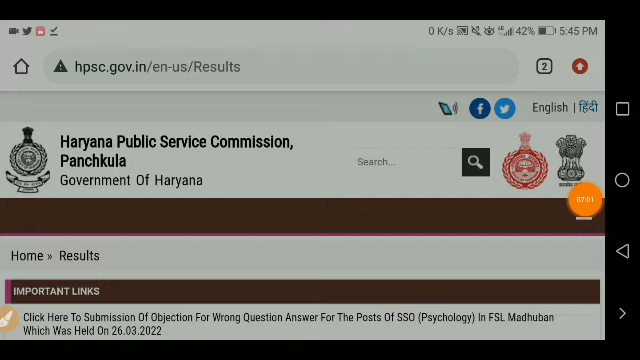 0 K/s 42% 5:45 PM
hpsc.gov.in/en-us/Results 2
English | हिंदी
Haryana Public Service Commission,
Panchkula
Government Of Haryana
Search...
07:01
Home » Results
IMPORTANT LINKS
Click Here To Submission Of Objection For Wrong Question Answer For The Posts Of SSO (Psychology) In FSL Madhuban
Which Was Held On 26.03.2022